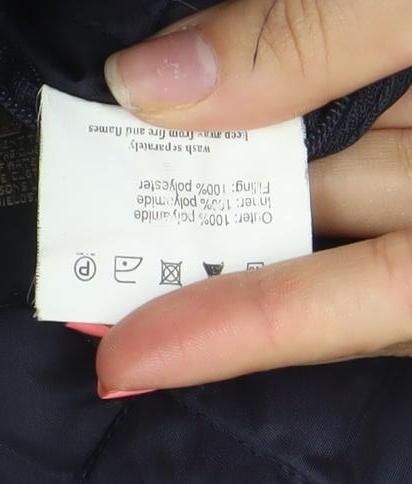 Outer: 100% polyamide
Inner: 100% polyamide
Filling: 100% polyester
wash separately
keep away from fire and flames